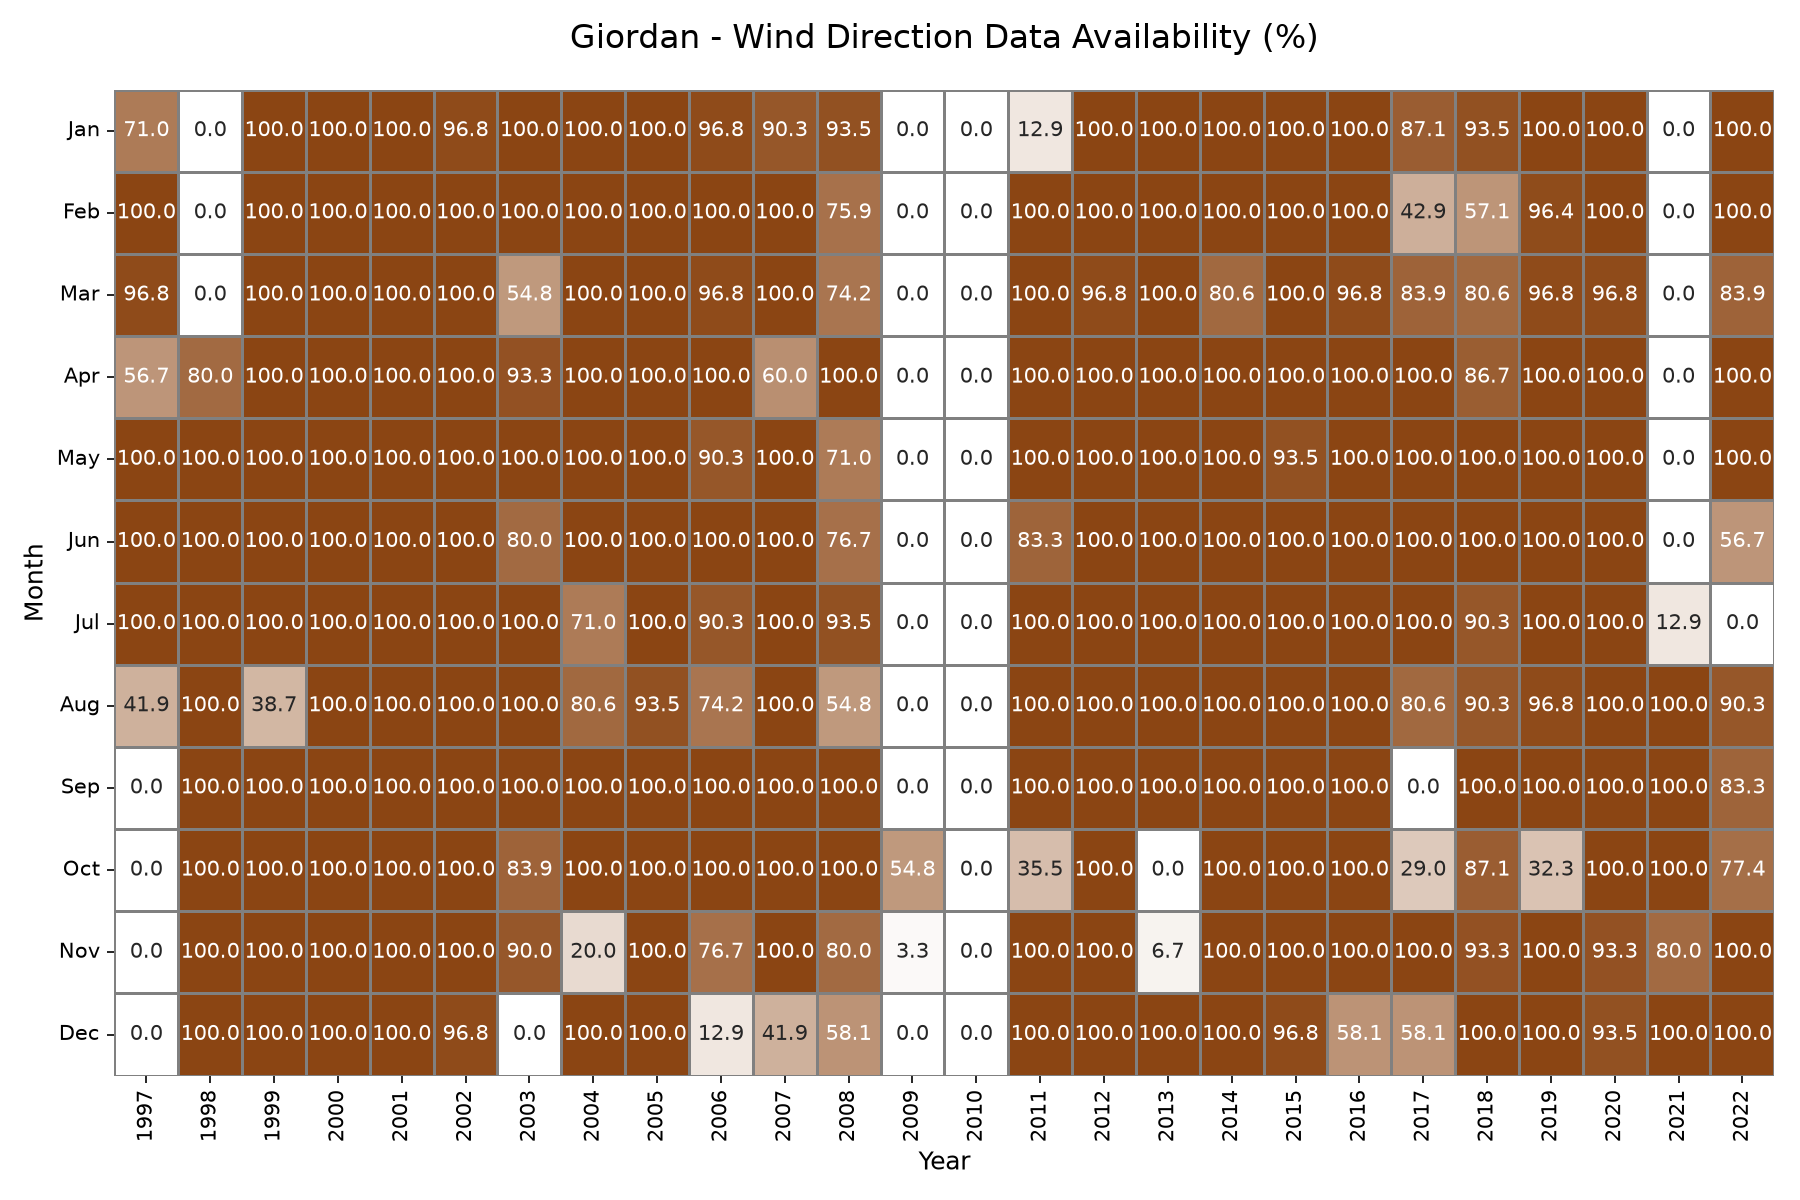 Giordan - Wind Direction Data Availability (%)
Jan 71.0 0.0 100.0 100.0 100.0 96.8 100.0 100.0 100.0 96.8 90.3 93.5 0.0 0.0 12.9 100.0 100.0 100.0 100.0 100.0 87.1 93.5 100.0 100.0 0.0 100.0
Feb 100.0 0.0 100.0 100.0 100.0 100.0 100.0 100.0 100.0 100.0 100.0 75.9 0.0 0.0 100.0 100.0 100.0 100.0 100.0 100.0 42.9 57.1 96.4 100.0 0.0 100.0
Mar 96.8 0.0 100.0 100.0 100.0 100.0 54.8 100.0 100.0 96.8 100.0 74.2 0.0 0.0 100.0 96.8 100.0 80.6 100.0 96.8 83.9 80.6 96.8 96.8 0.0 83.9
Apr 56.7 80.0 100.0 100.0 100.0 100.0 93.3 100.0 100.0 100.0 60.0 100.0 0.0 0.0 100.0 100.0 100.0 100.0 100.0 100.0 100.0 86.7 100.0 100.0 0.0 100.0
May 100.0 100.0 100.0 100.0 100.0 100.0 100.0 100.0 100.0 90.3 100.0 71.0 0.0 0.0 100.0 100.0 100.0 100.0 93.5 100.0 100.0 100.0 100.0 100.0 0.0 100.0
Jun 100.0 100.0 100.0 100.0 100.0 100.0 80.0 100.0 100.0 100.0 100.0 76.7 0.0 0.0 83.3 100.0 100.0 100.0 100.0 100.0 100.0 100.0 100.0 100.0 0.0 56.7
Jul 100.0 100.0 100.0 100.0 100.0 100.0 100.0 71.0 100.0 90.3 100.0 93.5 0.0 0.0 100.0 100.0 100.0 100.0 100.0 100.0 100.0 90.3 100.0 100.0 12.9 0.0
Aug 41.9 100.0 38.7 100.0 100.0 100.0 100.0 80.6 93.5 74.2 100.0 54.8 0.0 0.0 100.0 100.0 100.0 100.0 100.0 100.0 80.6 90.3 96.8 100.0 100.0 90.3
Sep 0.0 100.0 100.0 100.0 100.0 100.0 100.0 100.0 100.0 100.0 100.0 100.0 0.0 0.0 100.0 100.0 100.0 100.0 100.0 100.0 0.0 100.0 100.0 100.0 100.0 83.3
Oct 0.0 100.0 100.0 100.0 100.0 100.0 83.9 100.0 100.0 100.0 100.0 100.0 54.8 0.0 35.5 100.0 0.0 100.0 100.0 100.0 29.0 87.1 32.3 100.0 100.0 77.4
Nov 0.0 100.0 100.0 100.0 100.0 100.0 90.0 20.0 100.0 76.7 100.0 80.0 3.3 0.0 100.0 100.0 6.7 100.0 100.0 100.0 100.0 93.3 100.0 93.3 80.0 100.0
Dec 0.0 100.0 100.0 100.0 100.0 96.8 0.0 100.0 100.0 12.9 41.9 58.1 0.0 0.0 100.0 100.0 100.0 100.0 96.8 58.1 58.1 100.0 100.0 93.5 100.0 100.0
Month
1997 1998 1999 2000 2001 2002 2003 2004 2005 2006 2007 2008 2009 2010 2011 2012 2013 2014 2015 2016 2017 2018 2019 2020 2021 2022
Year